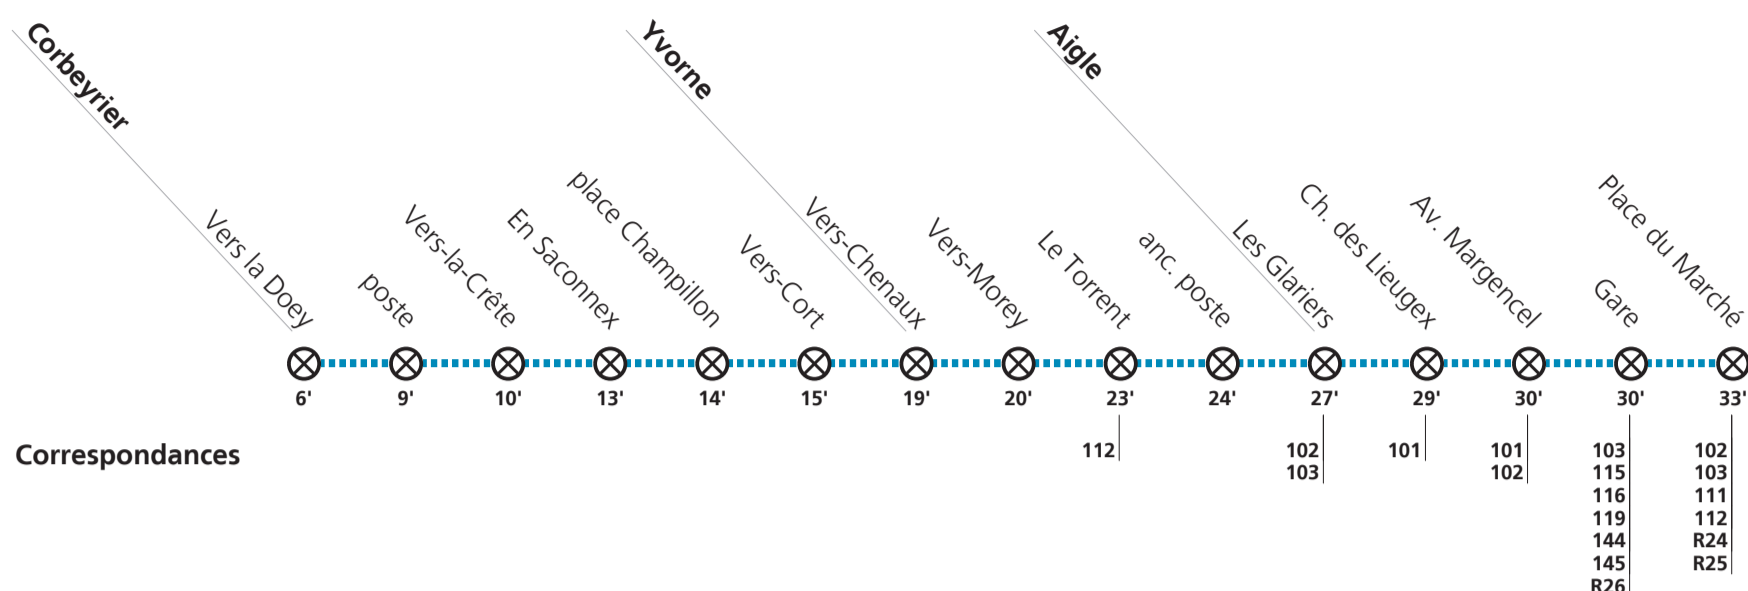 Corbeyrier
Yvorne
Aigle
Vers la Doey
poste
Vers-la-Crête
En Saconnex
place Champillon
Vers-Cort
Vers-Chenaux
Vers-Morey
Le Torrent
anc. poste
Les Glariers
Ch. des Lieugex
Av. Margencel
Gare
Place du Marché
6' 9' 10' 13' 14' 15' 19' 20' 23' 24' 27' 29' 30' 30' 33'
Correspondances 112 102 101 101 103 102
103 102 115 103
116 111
119 112
144 R24
145 R25
R26